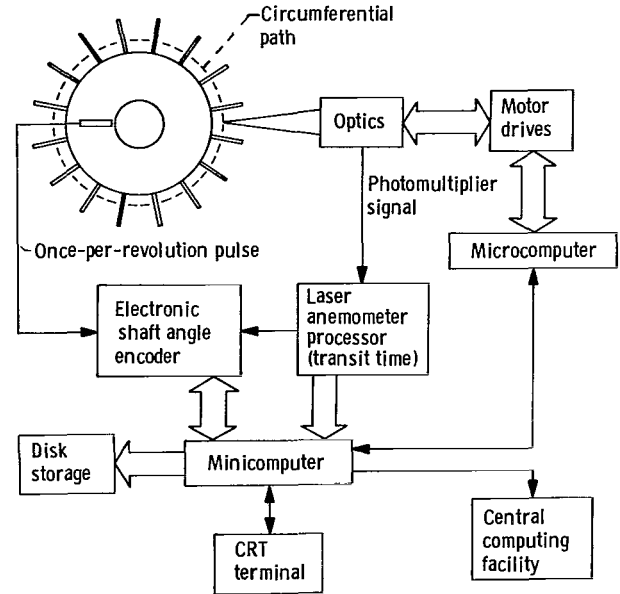 Circumferential
path
Optics
Motor
drives
Photomultiplier
signal
Once-per-revolution pulse
Microcomputer
Electronic
shaft angle
encoder
Laser
anemometer
processor
(transit time)
Disk
storage
Minicomputer
CRT
terminal
Central
computing
facility